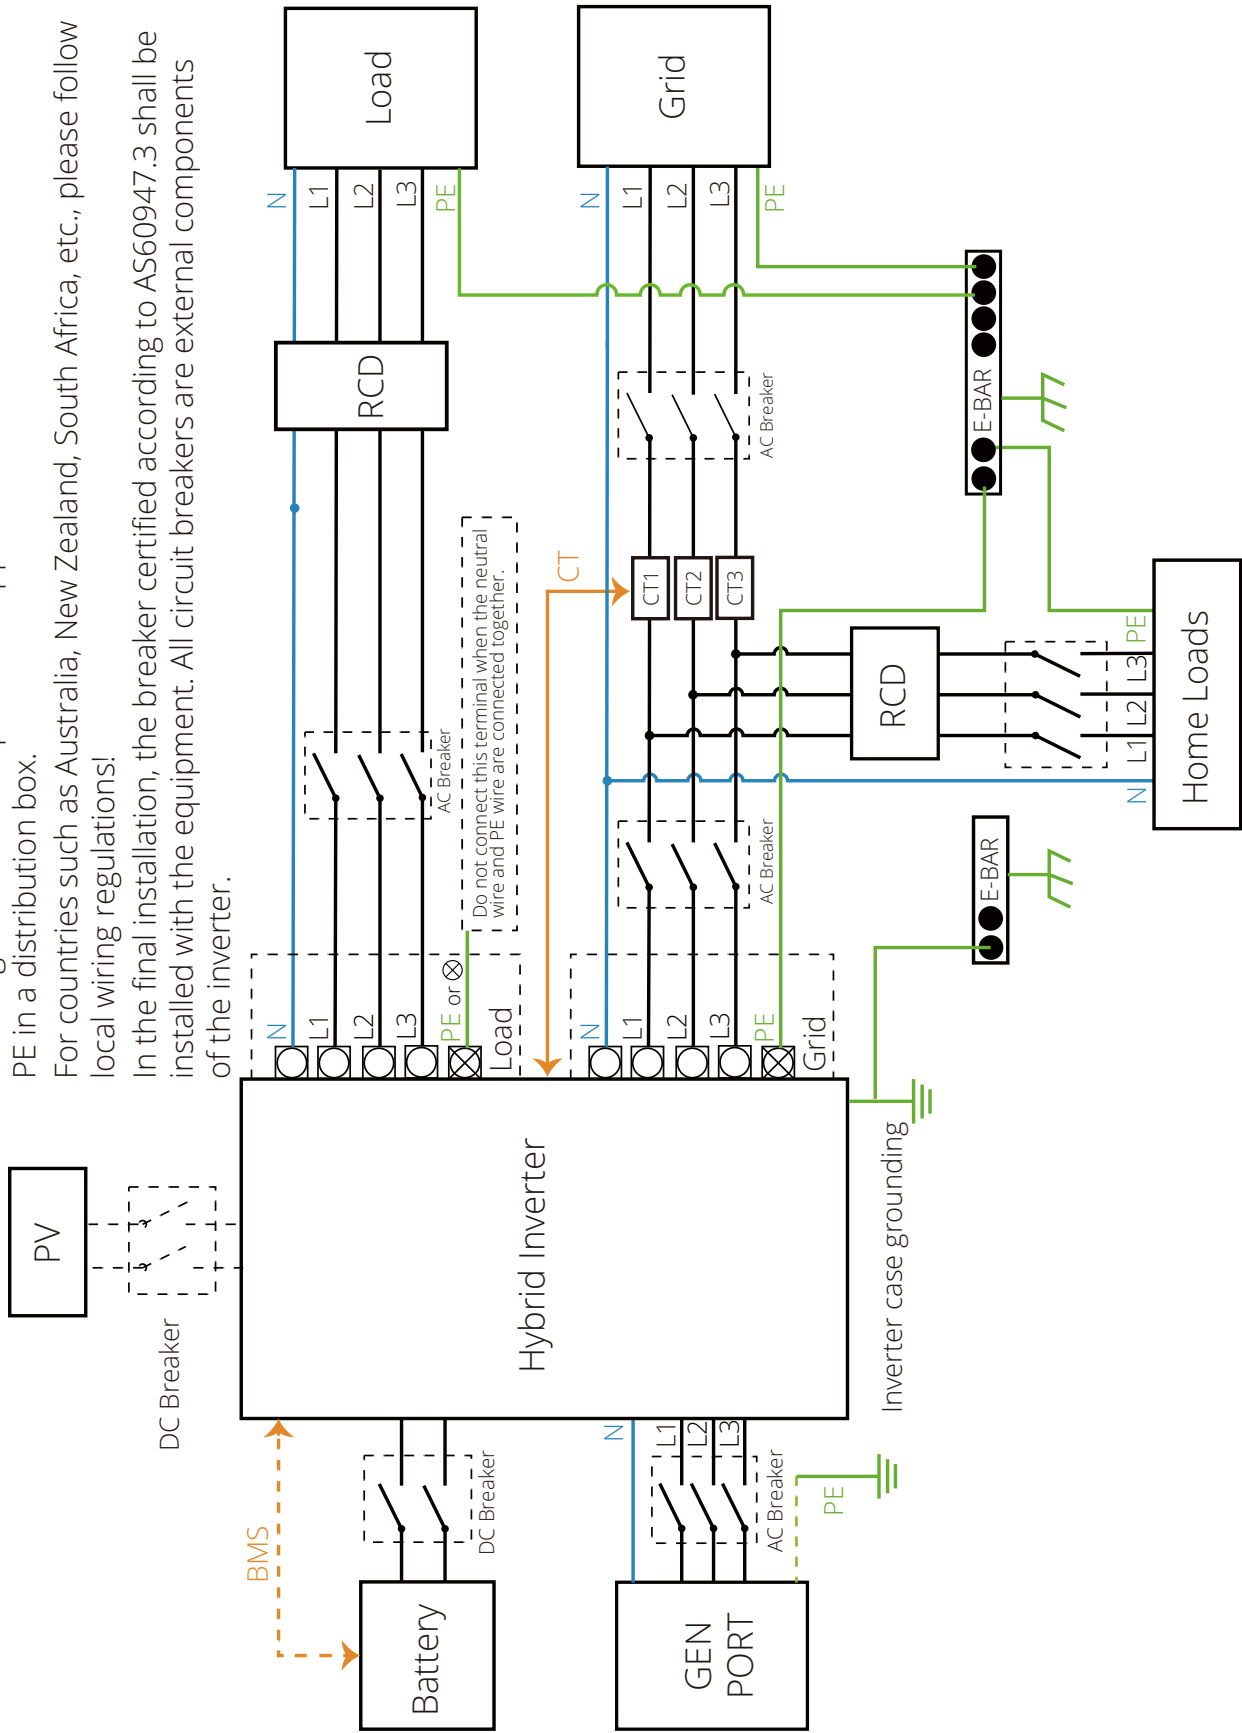 PE in a distribution box.
For countries such as Australia, New Zealand, South Africa, etc., please follow
local wiring regulations!
In the final installation, the breaker certified according to AS60947.3 shall be
installed with the equipment. All circuit breakers are external components
of the inverter.
PV
DC Breaker
BMS
Battery
DC Breaker
Hybrid Inverter
N
L1
L2
L3
PE or
Load
AC Breaker
Do not connect this terminal when the neutral
wire and PE wire are connected together.
RCD
N
L1
L2
L3
PE
Load
CT
N
L1
L2
L3
PE
Grid
AC Breaker
CT1
CT2
CT3
AC Breaker
N
L1
L2
L3
PE
Grid
GEN
PORT
N
L1
L2
L3
AC Breaker
PE
Inverter case grounding
E-BAR
E-BAR
RCD
N
L1
L2
L3
PE
Home Loads